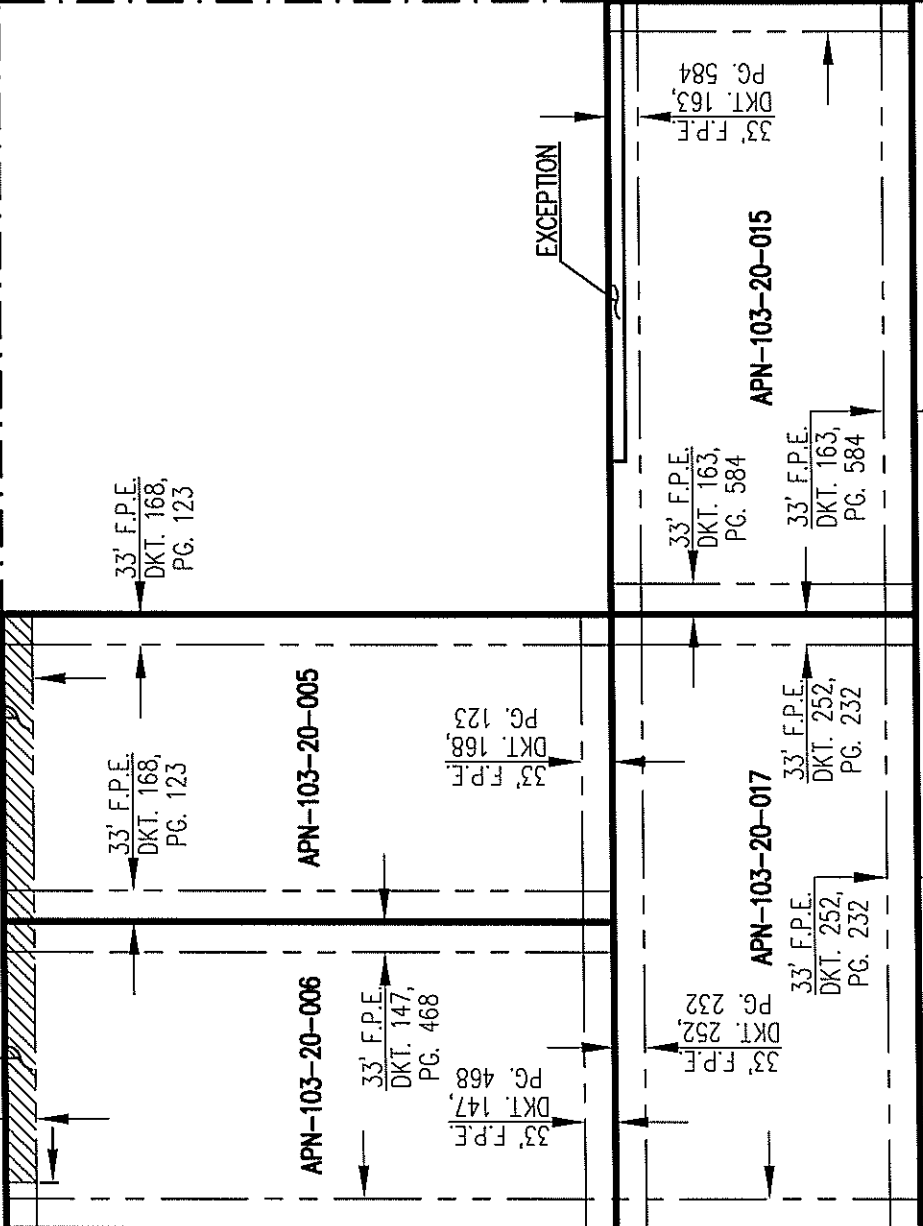 33' F.P.E.
DKT. 163,
PG. 584
EXCEPTION
APN-103-20-015
33' F.P.E.
DKT. 168,
PG. 123
33' F.P.E.
DKT. 163,
PG. 584
33' F.P.E.
DKT. 163,
PG. 584
33' F.P.E.
DKT. 168,
PG. 123
APN-103-20-005
33' F.P.E.
DKT. 168,
PG. 123
33' F.P.E.
DKT. 252,
PG. 232
APN-103-20-017
33' F.P.E.
DKT. 252,
PG. 232
APN-103-20-006
33' F.P.E.
DKT. 147,
PG. 468
33' F.P.E.
DKT. 147,
PG. 468
33' F.P.E.
DKT. 252,
PG. 232